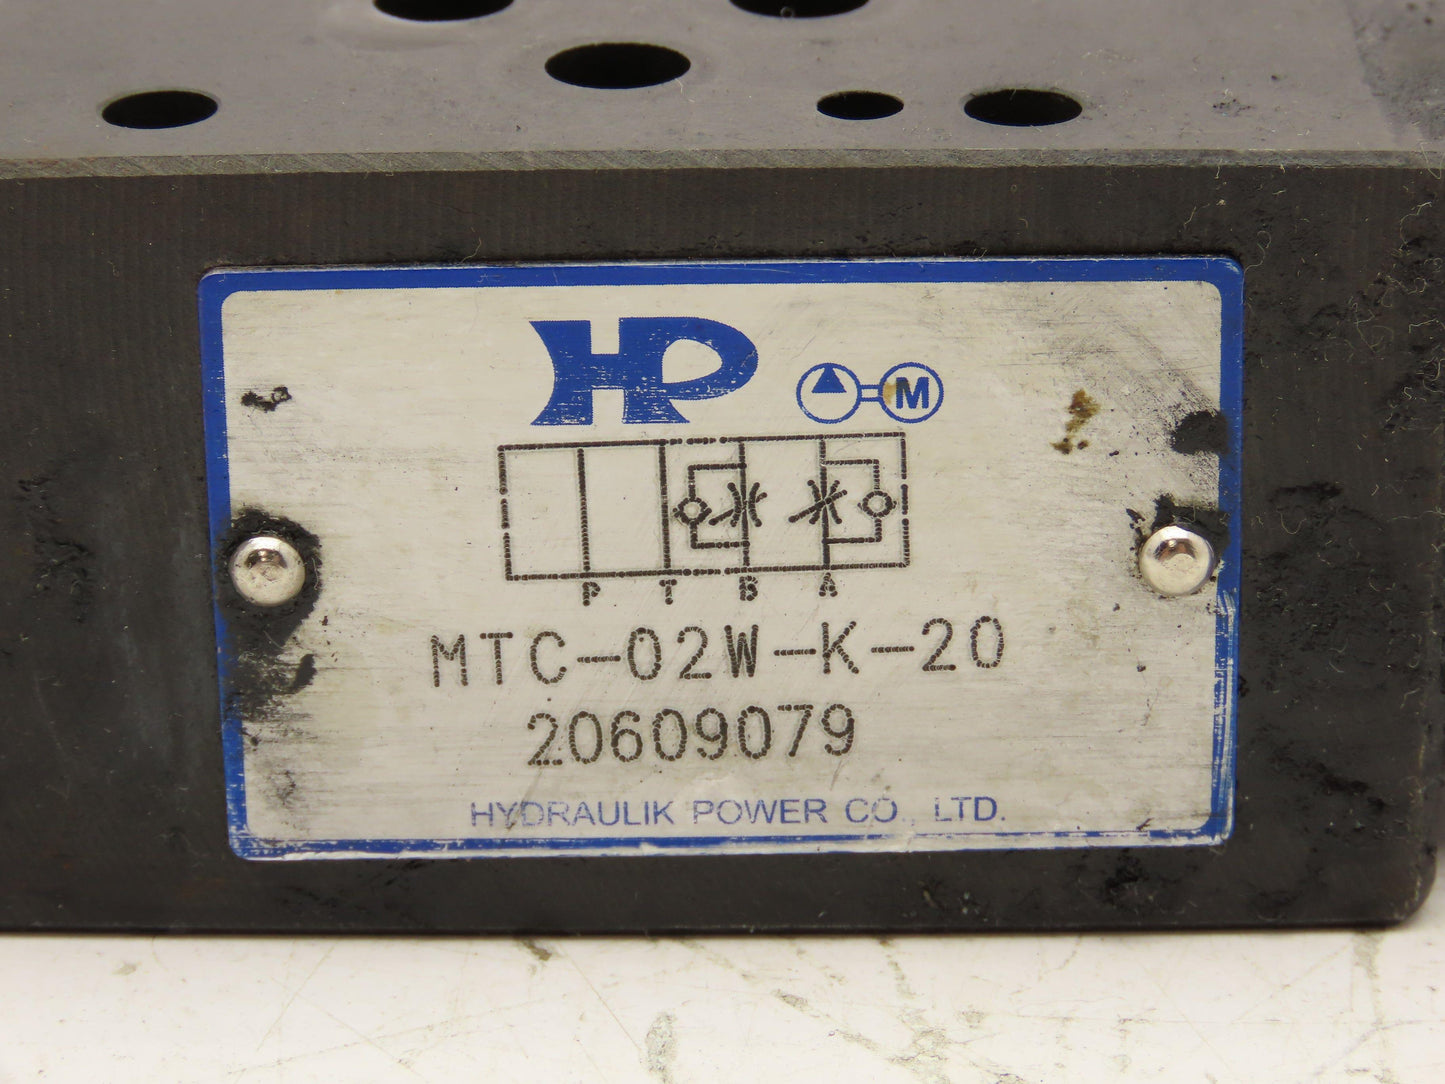 HP
M
P T B A
MTC-02W-K-20
20609079
HYDRAULIK POWER CO., LTD.